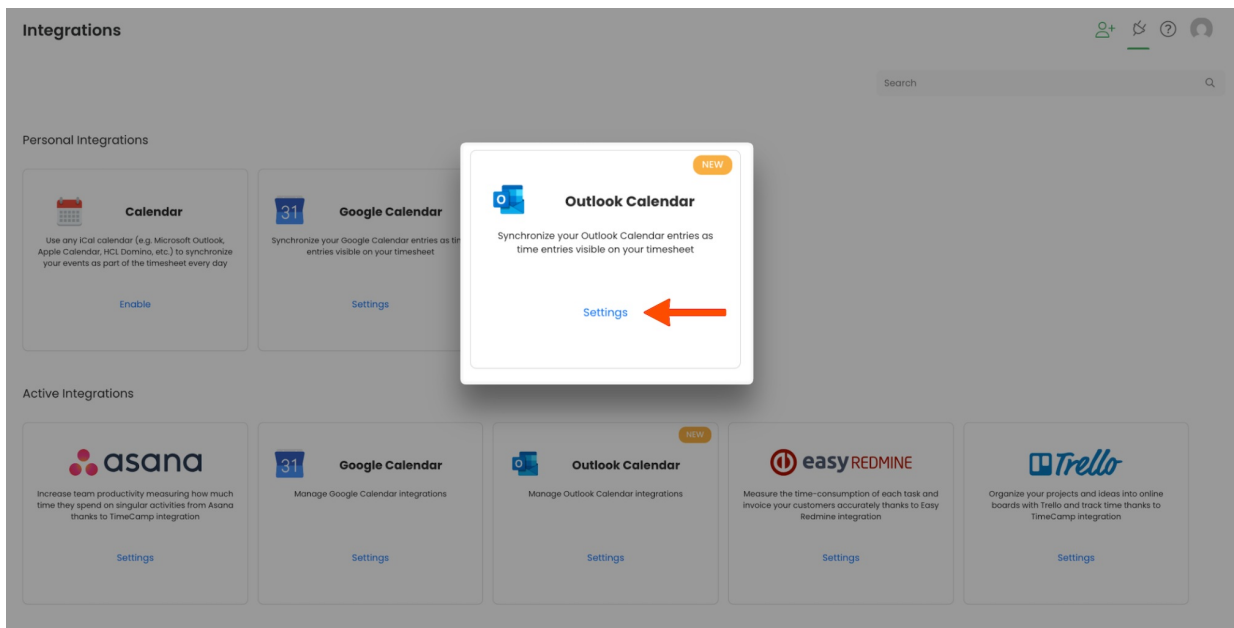 Integrations
Search
Personal Integrations
Calendar
Use any iCal calendar (e.g. Microsoft Outlook,
Apple Calendar, HCL Domino, etc.) to synchronize
your events as part of the timesheet every day
Enable
31
Google Calendar
Synchronize your Google Calendar entries as
entries visible on your timesheet
Settings
NEW
Outlook Calendar
Synchronize your Outlook Calendar entries as
time entries visible on your timesheet
Settings
Active Integrations
asana
Increase team productivity measuring how much
time they spend on singular activities from Asana
thanks to TimeCamp integration
Settings
31
Google Calendar
Manage Google Calendar integrations
Settings
NEW
Outlook Calendar
Manage Outlook Calendar integrations
Settings
easy REDMINE
Measure the time-consumption of each task and
invoice your customers accurately thanks to Easy
Redmine integration
Settings
Trello
Organize your projects and ideas into online
boards with Trello and track time thanks to
TimeCamp integration
Settings